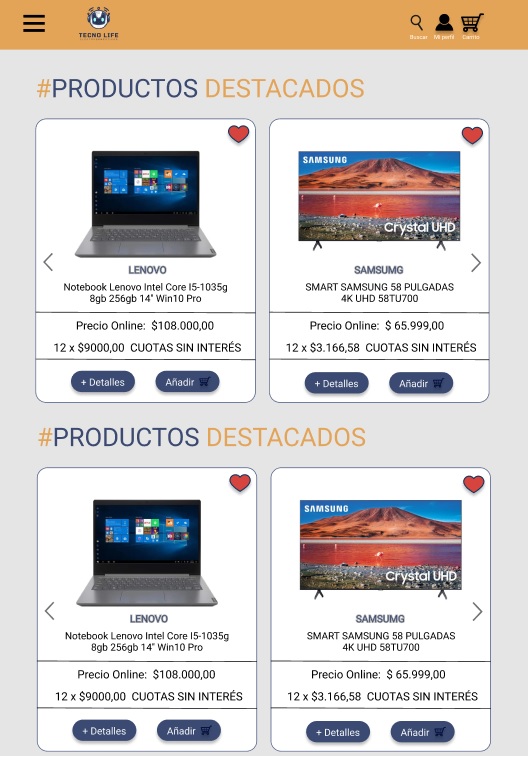 TECNO LIFE
Buscar Mi perfil Carrito
#PRODUCTOS DESTACADOS
SAMSUNG
Crystal UHD
LENOVO
Notebook Lenovo Intel Core I5-1035g
8gb 256gb 14" Win10 Pro
Precio Online: $108.000,00
12 x $9000,00 CUOTAS SIN INTERÉS
+ Detalles Añadir
SAMSUMG
SMART SAMSUNG 58 PULGADAS
4K UHD 58TU700
Precio Online: $ 65.999,00
12 x $3.166,58 CUOTAS SIN INTERÉS
+ Detalles Añadir
#PRODUCTOS DESTACADOS
SAMSUNG
Crystal UHD
LENOVO
Notebook Lenovo Intel Core I5-1035g
8gb 256gb 14" Win10 Pro
Precio Online: $108.000,00
12 x $9000,00 CUOTAS SIN INTERÉS
+ Detalles Añadir
SAMSUMG
SMART SAMSUNG 58 PULGADAS
4K UHD 58TU700
Precio Online: $ 65.999,00
12 x $3.166,58 CUOTAS SIN INTERÉS
+ Detalles Añadir